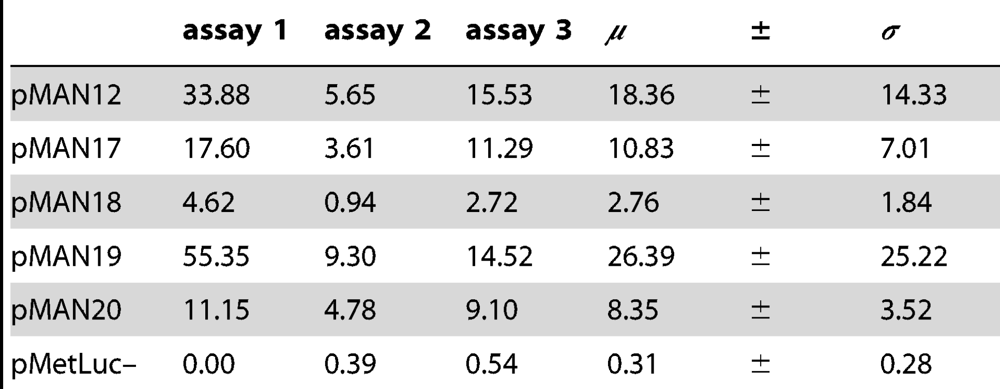 assay 1 assay 2 assay 3 μ ± σ
pMAN12 33.88 5.65 15.53 18.36 ± 14.33
pMAN17 17.60 3.61 11.29 10.83 ± 7.01
pMAN18 4.62 0.94 2.72 2.76 ± 1.84
pMAN19 55.35 9.30 14.52 26.39 ± 25.22
pMAN20 11.15 4.78 9.10 8.35 ± 3.52
pMetLuc– 0.00 0.39 0.54 0.31 ± 0.28